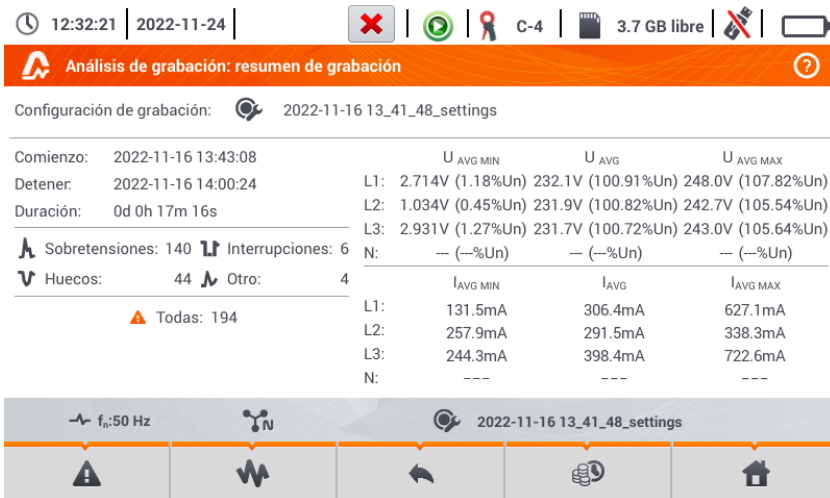 12:32:21 2022-11-24 C-4 3.7 GB libre
Análisis de grabación: resumen de grabación ?
Configuración de grabación: 2022-11-16 13_41_48_settings
Comienzo: 2022-11-16 13:43:08
Detener: 2022-11-16 14:00:24
Duración: 0d 0h 17m 16s
Sobretensiones: 140 Interrupciones: 6
Huecos: 44 Otro: 4
Todas: 194
U AVG MIN U AVG U AVG MAX
L1: 2.714V (1.18%Un) 232.1V (100.91%Un) 248.0V (107.82%Un)
L2: 1.034V (0.45%Un) 231.9V (100.82%Un) 242.7V (105.54%Un)
L3: 2.931V (1.27%Un) 231.7V (100.72%Un) 243.0V (105.64%Un)
N: --- (---%Un) --- (---%Un) --- (---%Un)
IAVG MIN IAVG IAVG MAX
L1: 131.5mA 306.4mA 627.1mA
L2: 257.9mA 291.5mA 338.3mA
L3: 244.3mA 398.4mA 722.6mA
N: --- --- ---
fn:50 Hz N 2022-11-16 13_41_48_settings